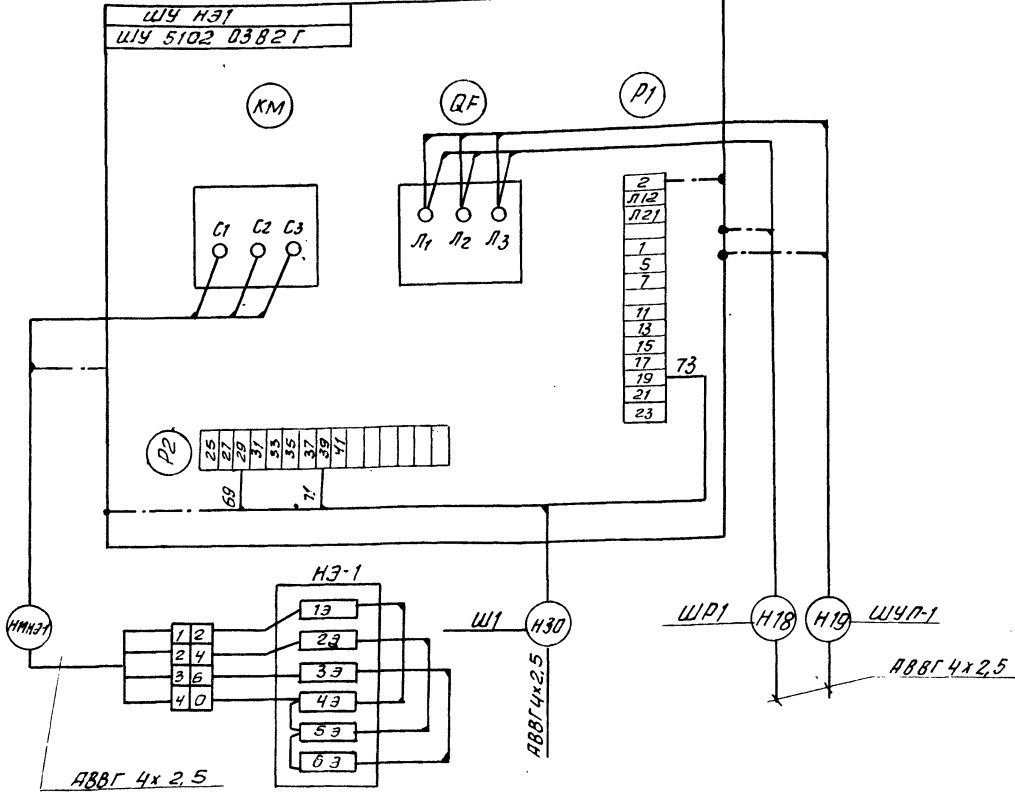 ШУ НЭ1
ШУ 5102 03В2Г
КМ
QF
Р1
С1 С2 С3
Л1 Л2 Л3
2
Л12
Л21
1
5
7
11
13
15
17
19
21
23
73
Р2
25 27 29 31 33 35 37 39 41
69
71
НЭ-1
НМНЭ1
1 2
2 4
3 6
4 0
1Э
2Э
3Э
4Э
5Э
6Э
Ш1
Н30
АВВГ 4х2,5
ШР1
Н18
Н19
ШУП-1
АВВГ 4х2,5
АВВГ 4х2,5